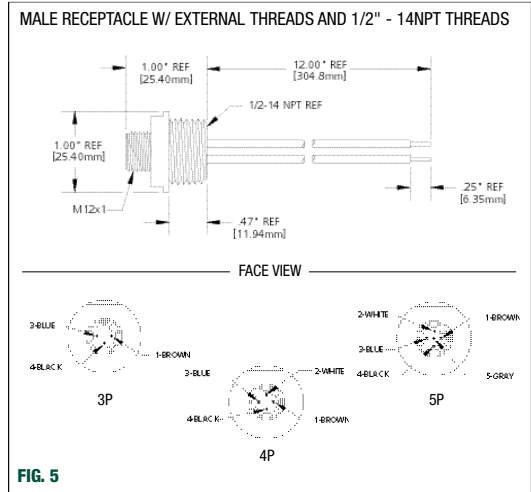 MALE RECEPTACLE W/ EXTERNAL THREADS AND 1/2" - 14NPT THREADS
1.00" REF
[25.40mm]
12.00" REF
[304.8mm]
1/2-14 NPT REF
1.00" REF
[25.40mm]
M12x1
.47" REF
[11.94mm]
.25" REF
[6.35mm]
FACE VIEW
3-BLUE
4-BLACK
1-BROWN
3P
3-BLUE
2-WHITE
4-BLACK
1-BROWN
4P
2-WHITE
1-BROWN
3-BLUE
4-BLACK
5-GRAY
5P
FIG. 5